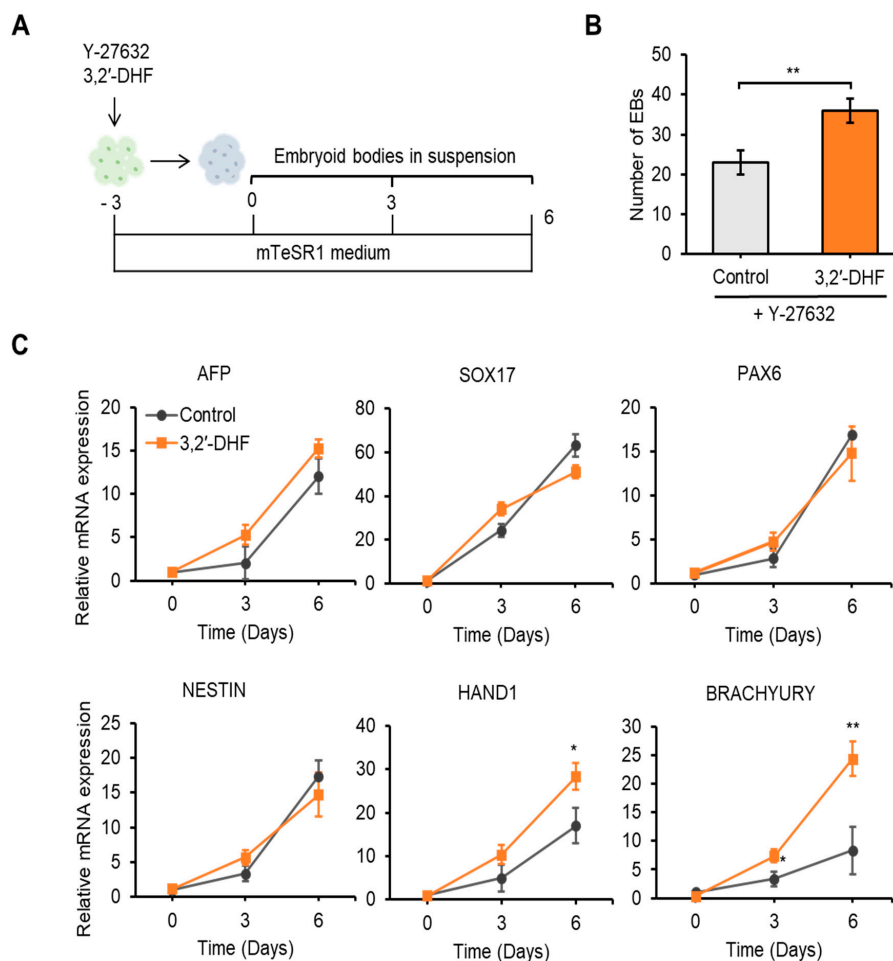 A
Y-27632
3,2′-DHF
Embryoid bodies in suspension
- 3
0
3
6
mTeSR1 medium
B
Number of EBs
50
40
30
20
10
0
**
Control
3,2′-DHF
+ Y-27632
C
AFP
Relative mRNA expression
20
15
10
5
0
Control
3,2′-DHF
0
3
6
Time (Days)
SOX17
80
60
40
20
0
0
3
6
Time (Days)
PAX6
20
15
10
5
0
0
3
6
Time (Days)
NESTIN
Relative mRNA expression
25
20
15
10
5
0
0
3
6
Time (Days)
HAND1
40
30
20
10
0
*
0
3
6
Time (Days)
BRACHYURY
30
25
20
15
10
5
0
**
*
0
3
6
Time (Days)